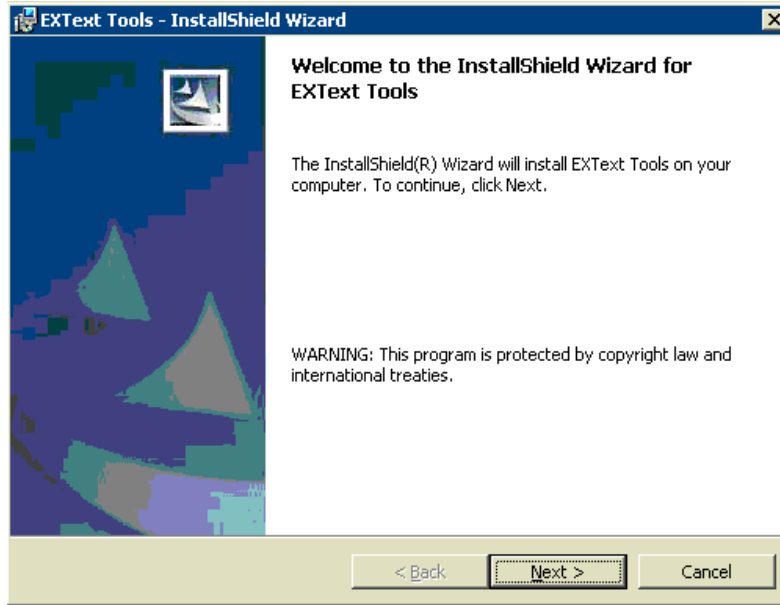 EXText Tools - InstallShield Wizard
Welcome to the InstallShield Wizard for
EXText Tools
The InstallShield(R) Wizard will install EXText Tools on your
computer. To continue, click Next.
WARNING: This program is protected by copyright law and
international treaties.
< Back
Next >
Cancel